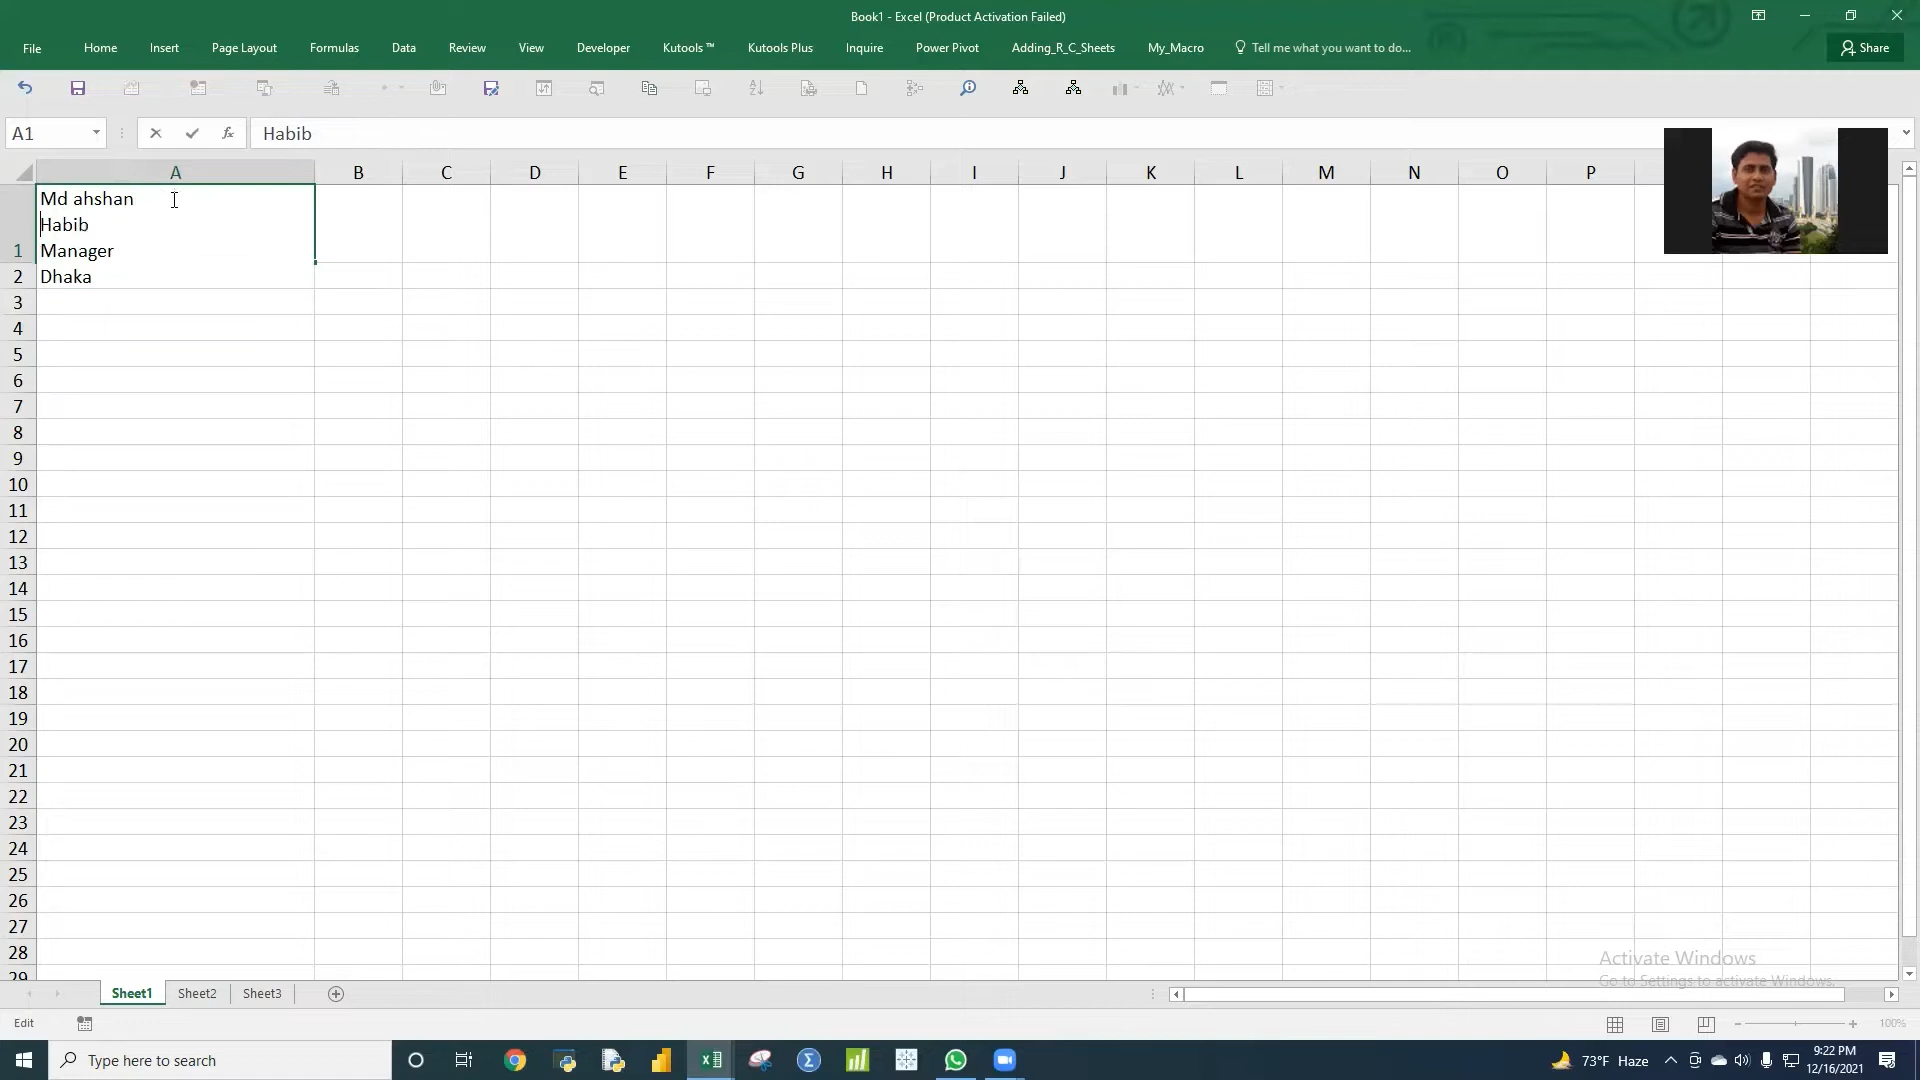 Book1 - Excel (Product Activation Failed)
File Home Insert Page Layout Formulas Data Review View Developer Kutools ™ Kutools Plus Inquire Power Pivot Adding_R_C_Sheets My_Macro Tell me what you want to do... Share
A1 fx Habib
A B C D E F G H I J K L M N O P
Md ahshan
Habib
1 Manager
2 Dhaka
3
4
5
6
7
8
9
10
11
12
13
14
15
16
17
18
19
20
21
22
23
24
25
26
27
28
29
Activate Windows
Go to Settings to activate Windows.
Sheet1 Sheet2 Sheet3
Edit 100%
Type here to search 73°F Haze 9:22 PM
12/16/2021